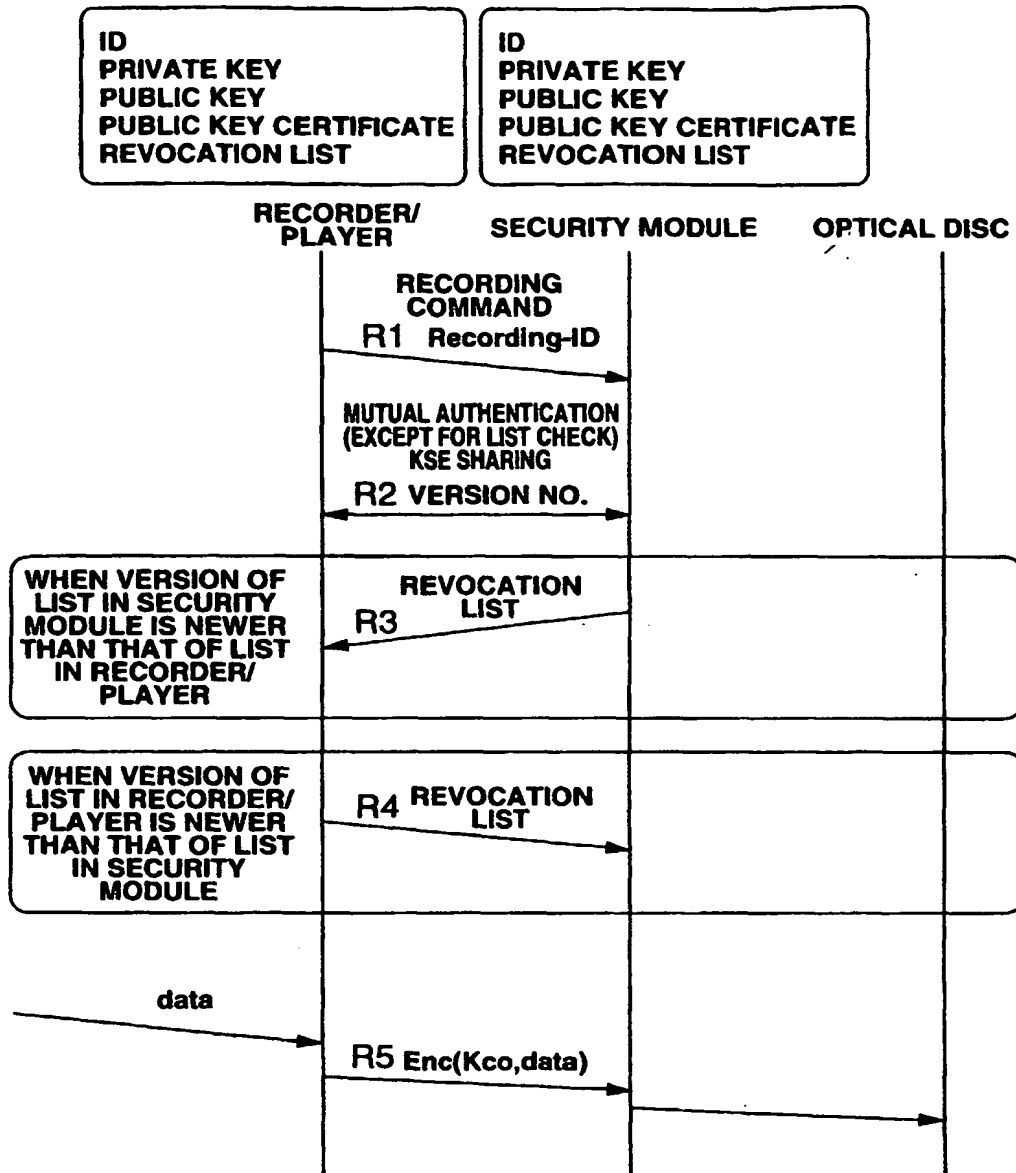 ID
PRIVATE KEY
PUBLIC KEY
PUBLIC KEY CERTIFICATE
REVOCATION LIST
ID
PRIVATE KEY
PUBLIC KEY
PUBLIC KEY CERTIFICATE
REVOCATION LIST
RECORDER/
PLAYER
SECURITY MODULE
OPTICAL DISC
RECORDING
COMMAND
R1 Recording-ID
MUTUAL AUTHENTICATION
(EXCEPT FOR LIST CHECK)
KSE SHARING
R2 VERSION NO.
WHEN VERSION OF
LIST IN SECURITY
MODULE IS NEWER
THAN THAT OF LIST
IN RECORDER/
PLAYER
REVOCATION
LIST
R3
WHEN VERSION OF
LIST IN RECORDER/
PLAYER IS NEWER
THAN THAT OF LIST
IN SECURITY
MODULE
R4 REVOCATION
LIST
data
R5 Enc(Kco,data)